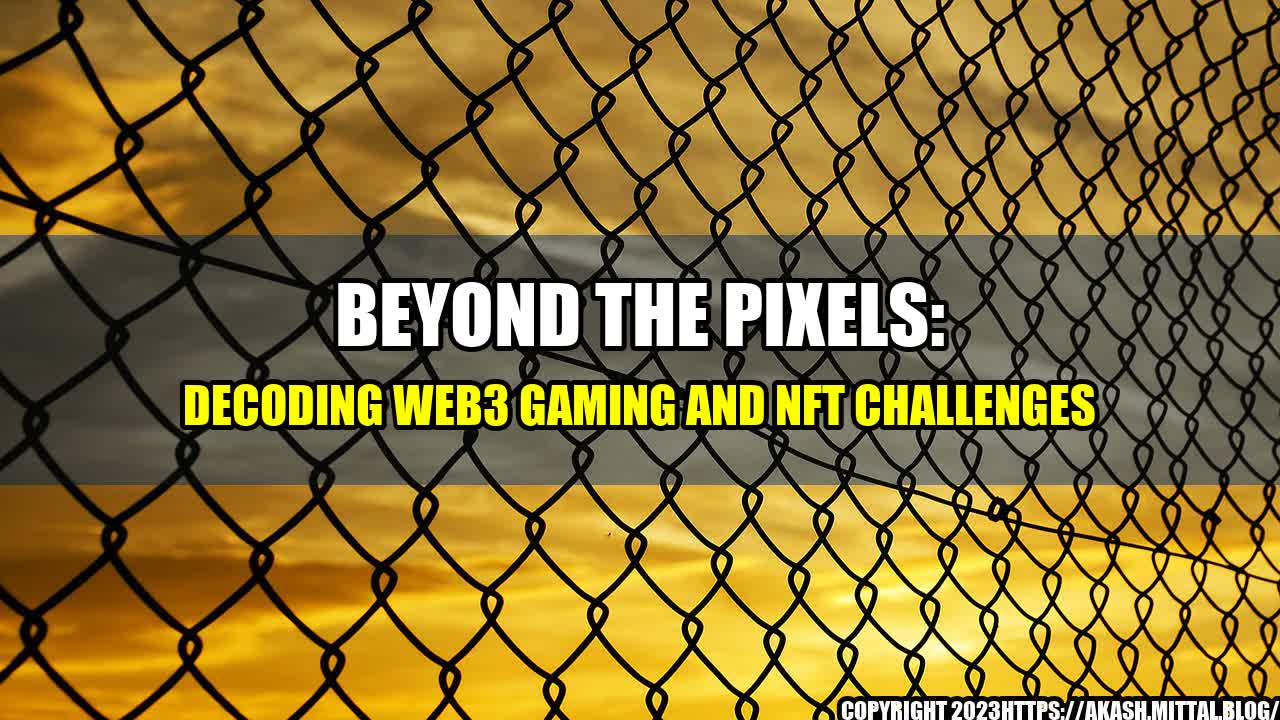 BEYOND THE PIXELS:
DECODING WEB3 GAMING AND NFT CHALLENGES
COPYRIGHT 2023HTTPS://AKASH.MITTAL.BLOG/